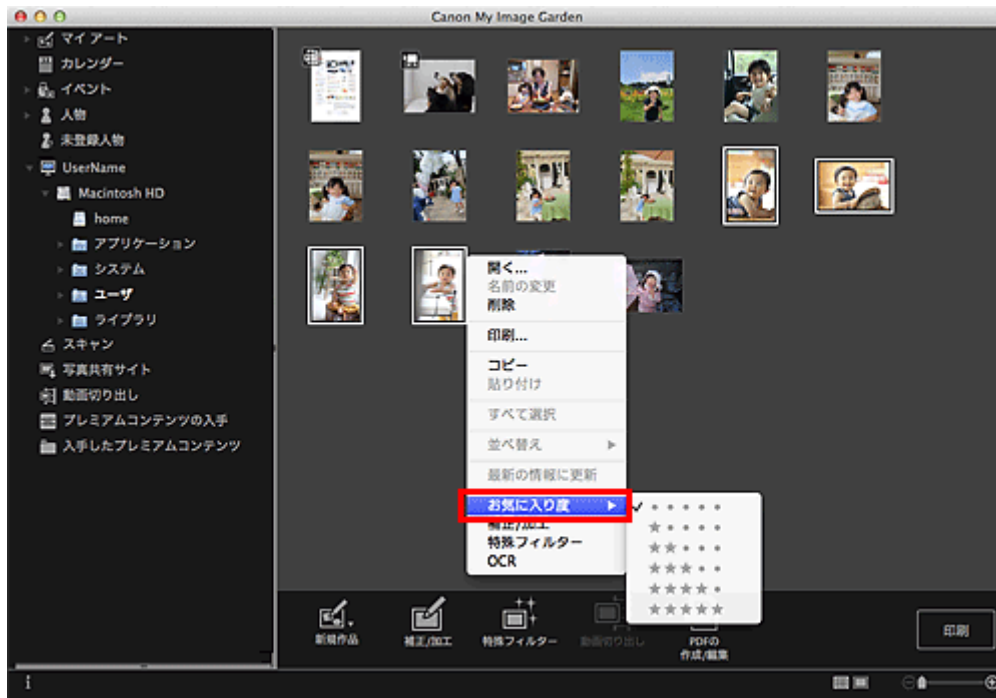 Canon My Image Garden
マイ アート
カレンダー
イベント
人物
未登録人物
UserName
Macintosh HD
home
アプリケーション
システム
ユーザ
ライブラリ
スキャン
写真共有サイト
動画切り出し
プレミアムコンテンツの入手
入手したプレミアムコンテンツ
開く...
名前の変更
削除
印刷...
コピー
貼り付け
すべて選択
並べ替え
最新の情報に更新
お気に入り度
補正/加工
特殊フィルター
OCR
新規作品
補正/加工
特殊フィルター
動画切り出し
PDFの
作成/編集
印刷